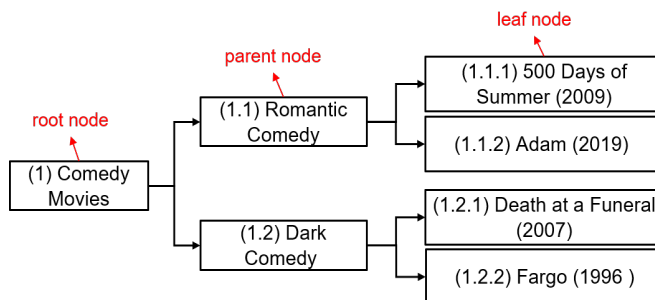 leaf node
parent node
root node
(1) Comedy
Movies
(1.1) Romantic
Comedy
(1.1.1) 500 Days of
Summer (2009)
(1.1.2) Adam (2019)
(1.2) Dark
Comedy
(1.2.1) Death at a Funeral
(2007)
(1.2.2) Fargo (1996 )